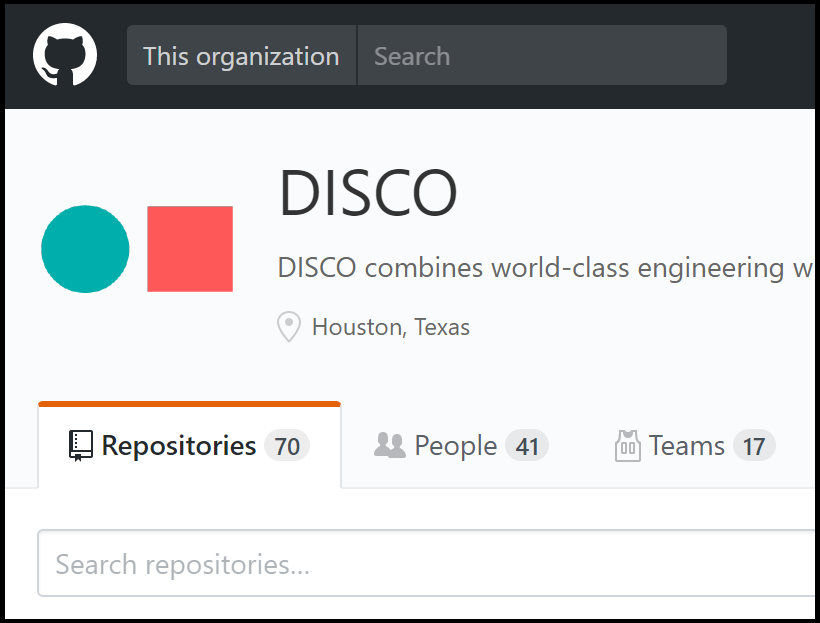 This organization Search
DISCO
DISCO combines world-class engineering w
Houston, Texas
Repositories 70 People 41 Teams 17
Search repositories...